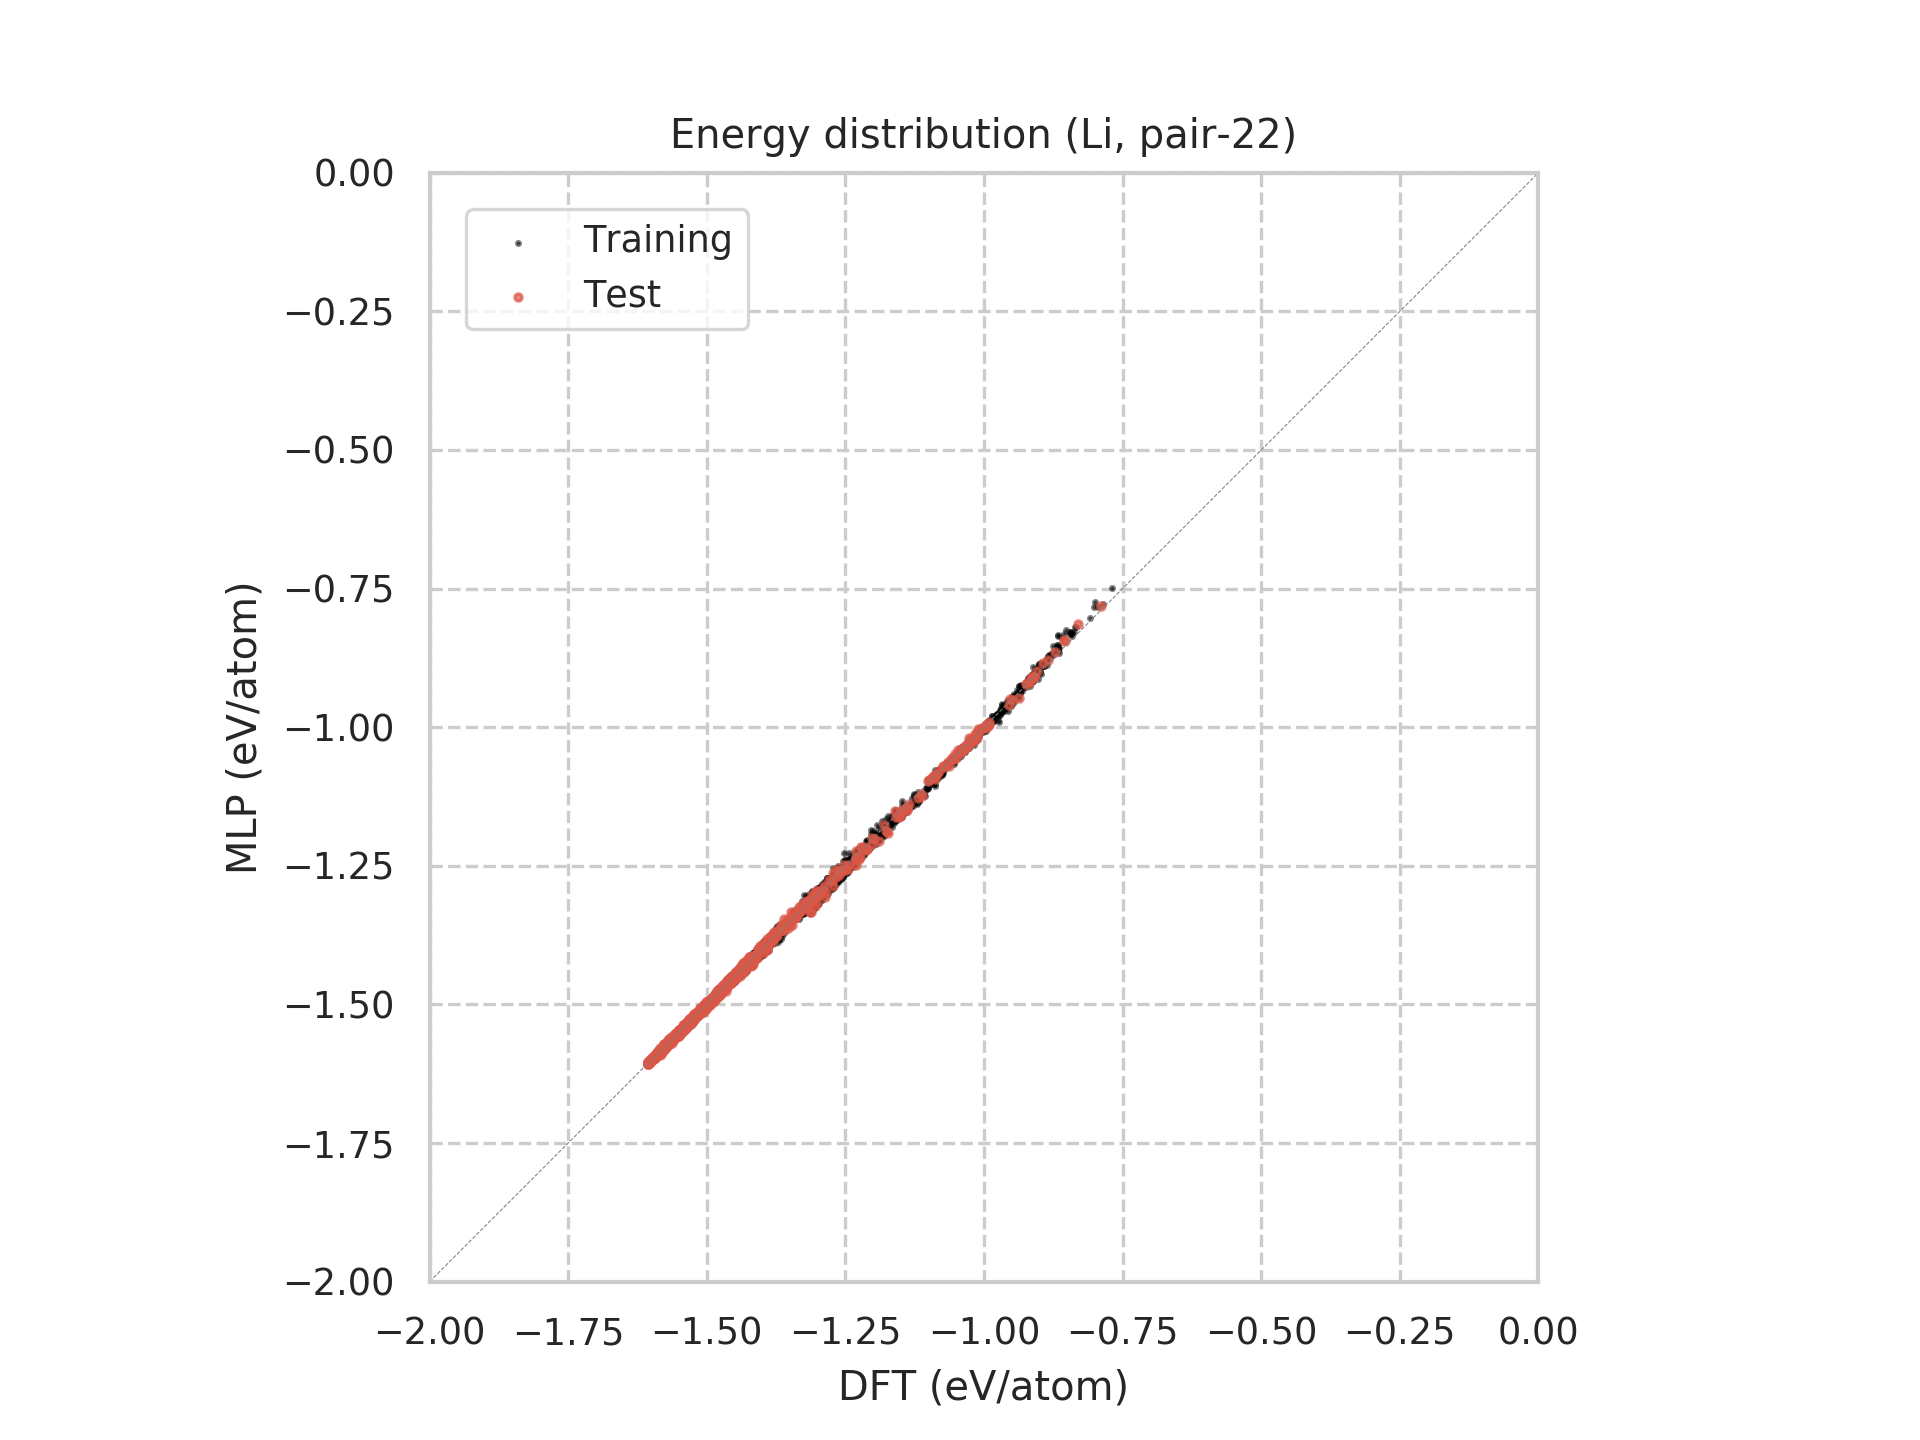 Energy distribution (Li, pair-22)
0.00
−0.25
−0.50
−0.75
−1.00
−1.25
−1.50
−1.75
−2.00
MLP (eV/atom)
Training
Test
−2.00 −1.75 −1.50 −1.25 −1.00 −0.75 −0.50 −0.25 0.00
DFT (eV/atom)